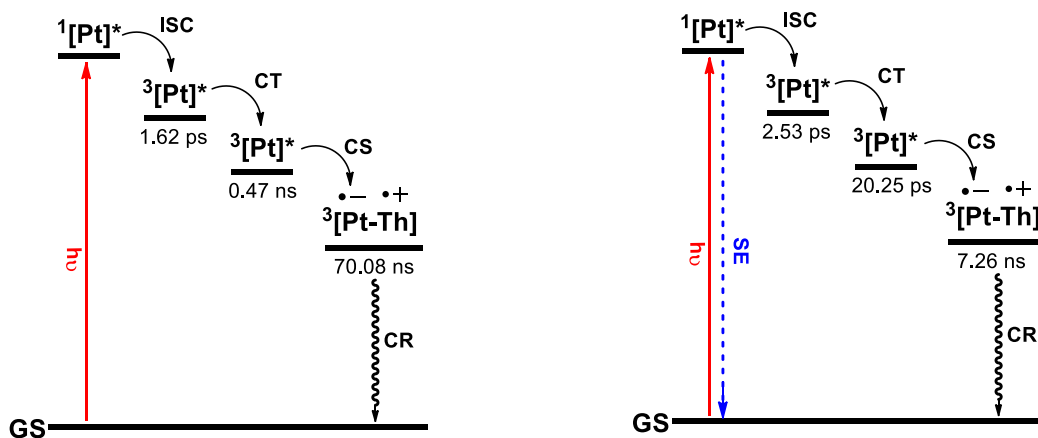 ISC
¹[Pt]*
³[Pt]*
CT
1.62 ps
³[Pt]*
CS
0.47 ns
•– •+
³[Pt-Th]
70.08 ns
hυ
CR
GS
ISC
¹[Pt]*
³[Pt]*
CT
2.53 ps
³[Pt]*
CS
20.25 ps
•– •+
³[Pt-Th]
7.26 ns
hυ
SE
CR
GS